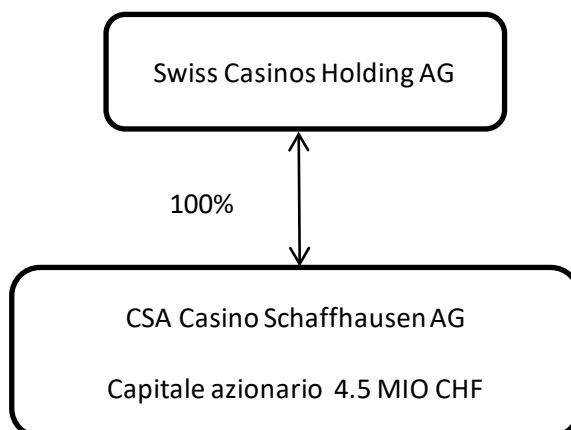 Swiss Casinos Holding AG
100%
CSA Casino Schaffhausen AG
Capitale azionario 4.5 MIO CHF